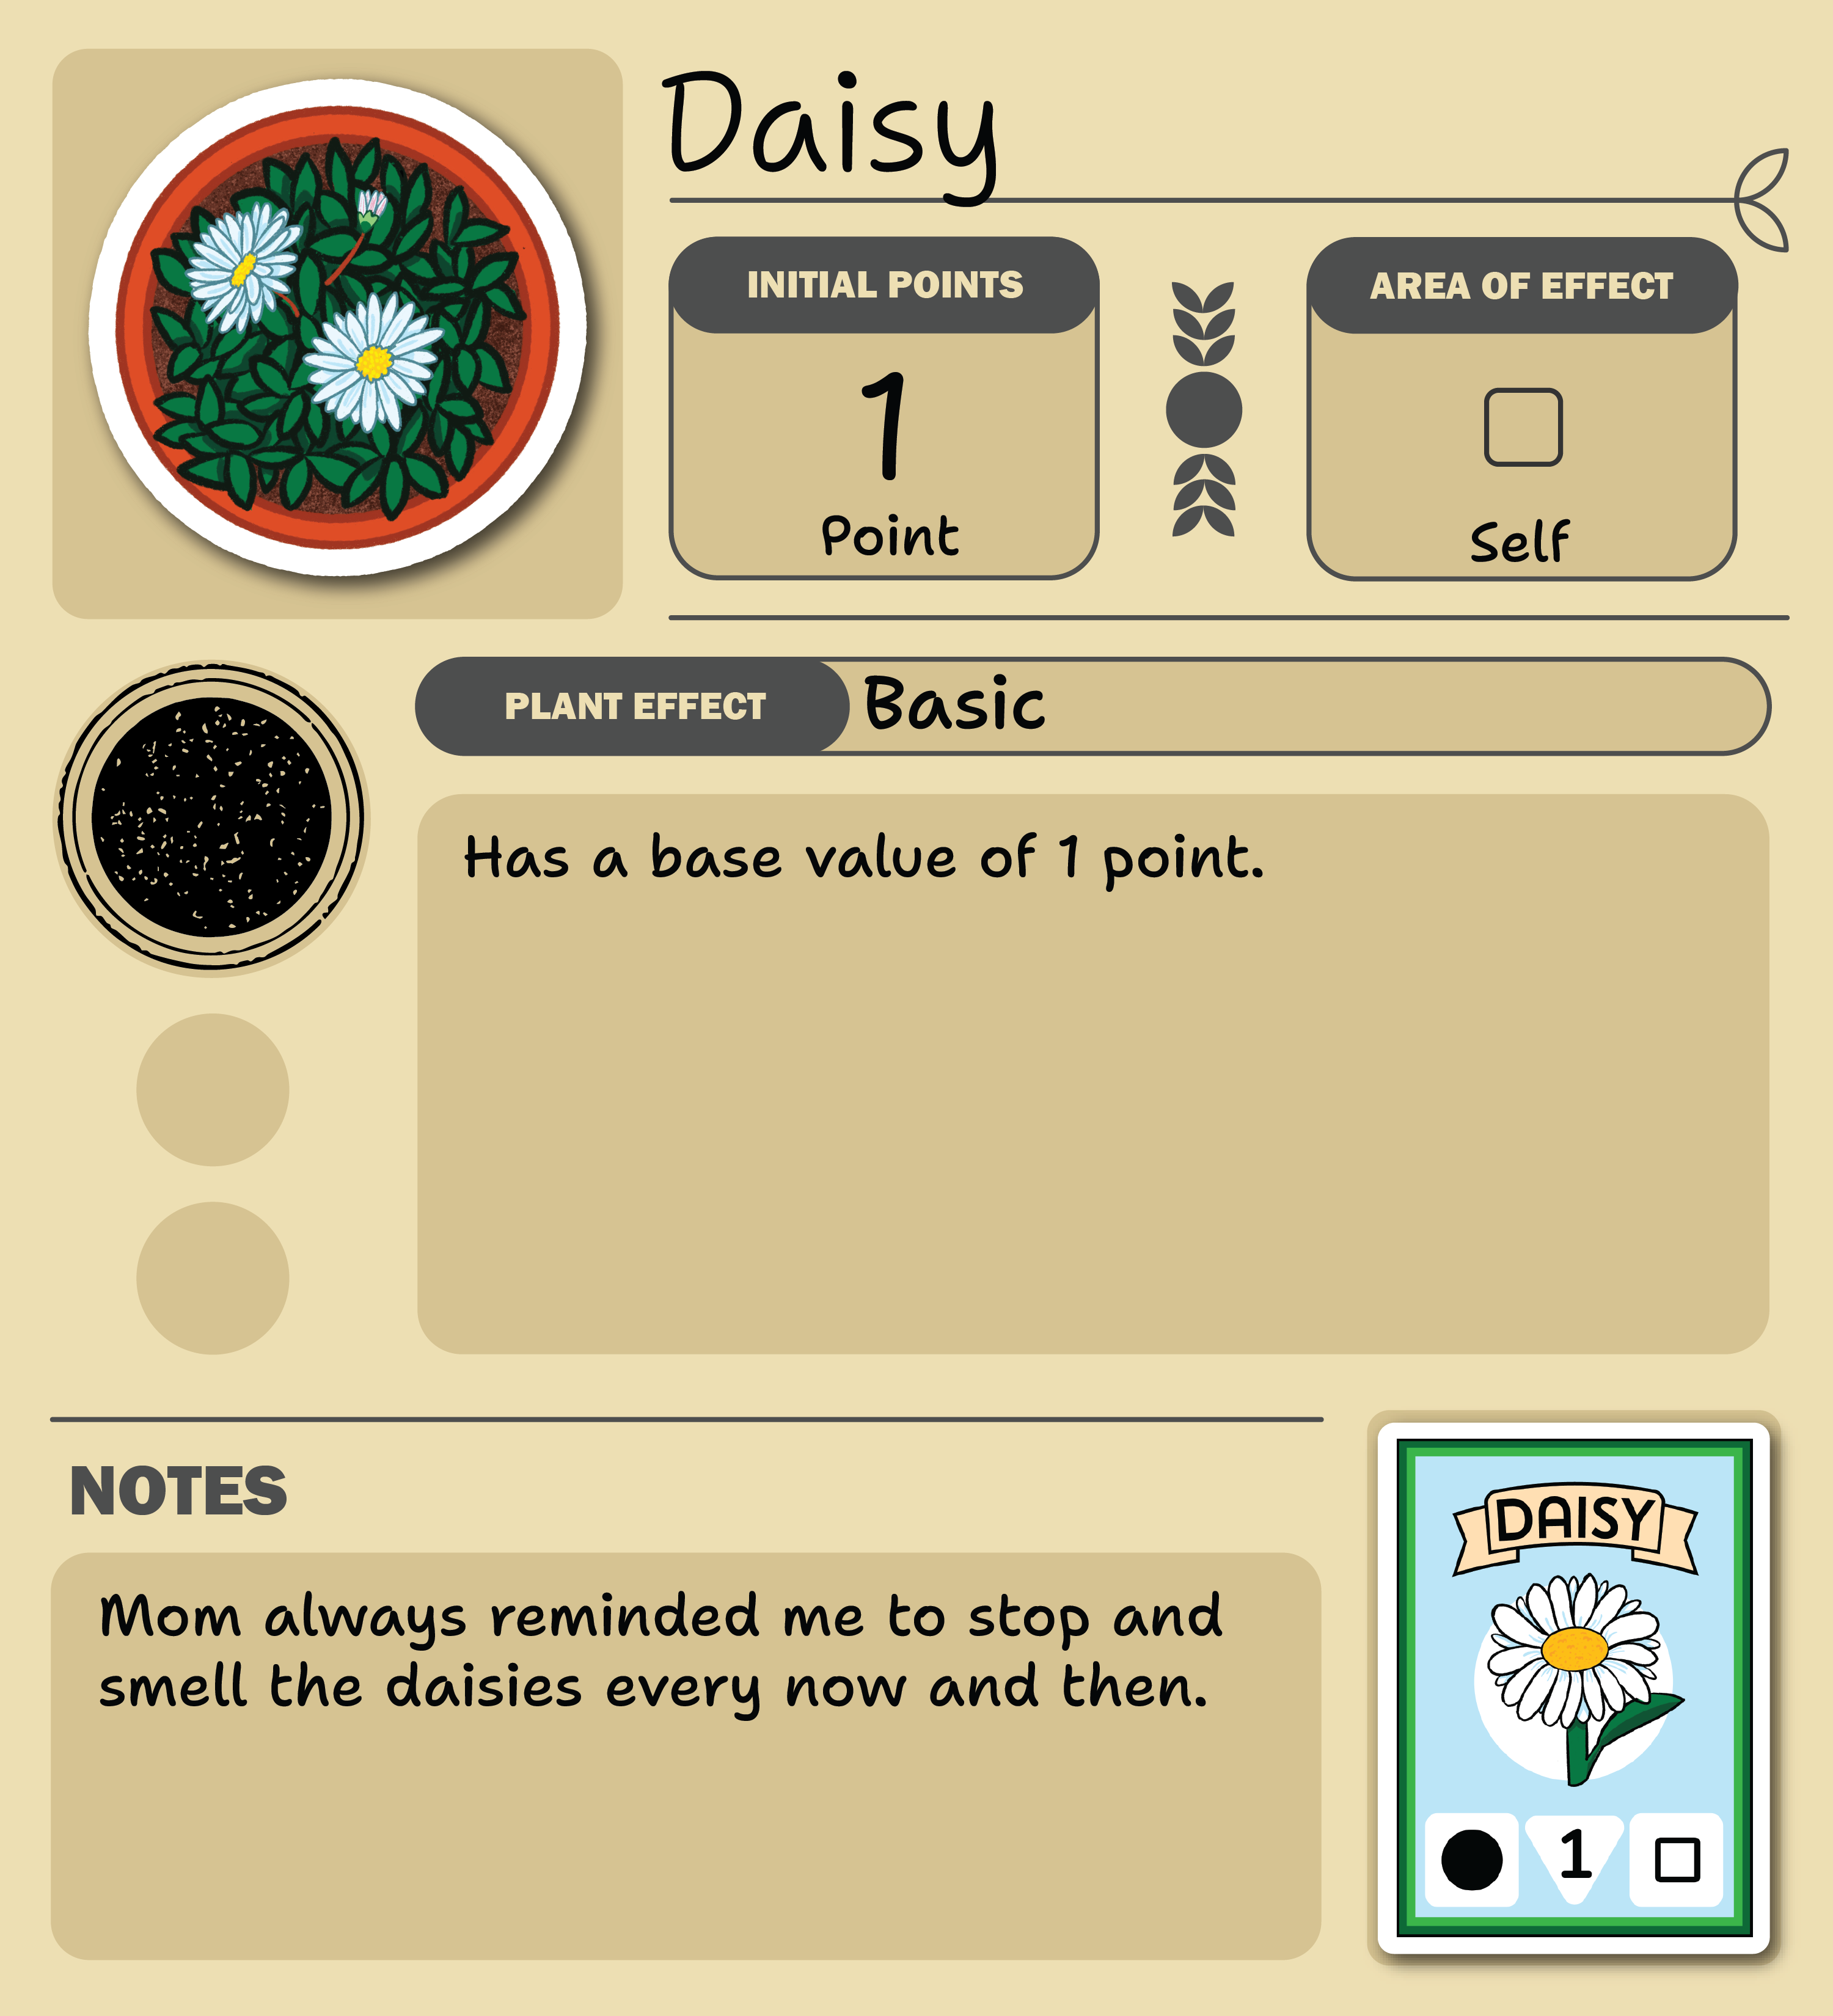 Daisy
INITIAL POINTS
1
Point
AREA OF EFFECT
Self
PLANT EFFECT
Basic
Has a base value of 1 point.
NOTES
Mom always reminded me to stop and
smell the daisies every now and then.
DAISY
1